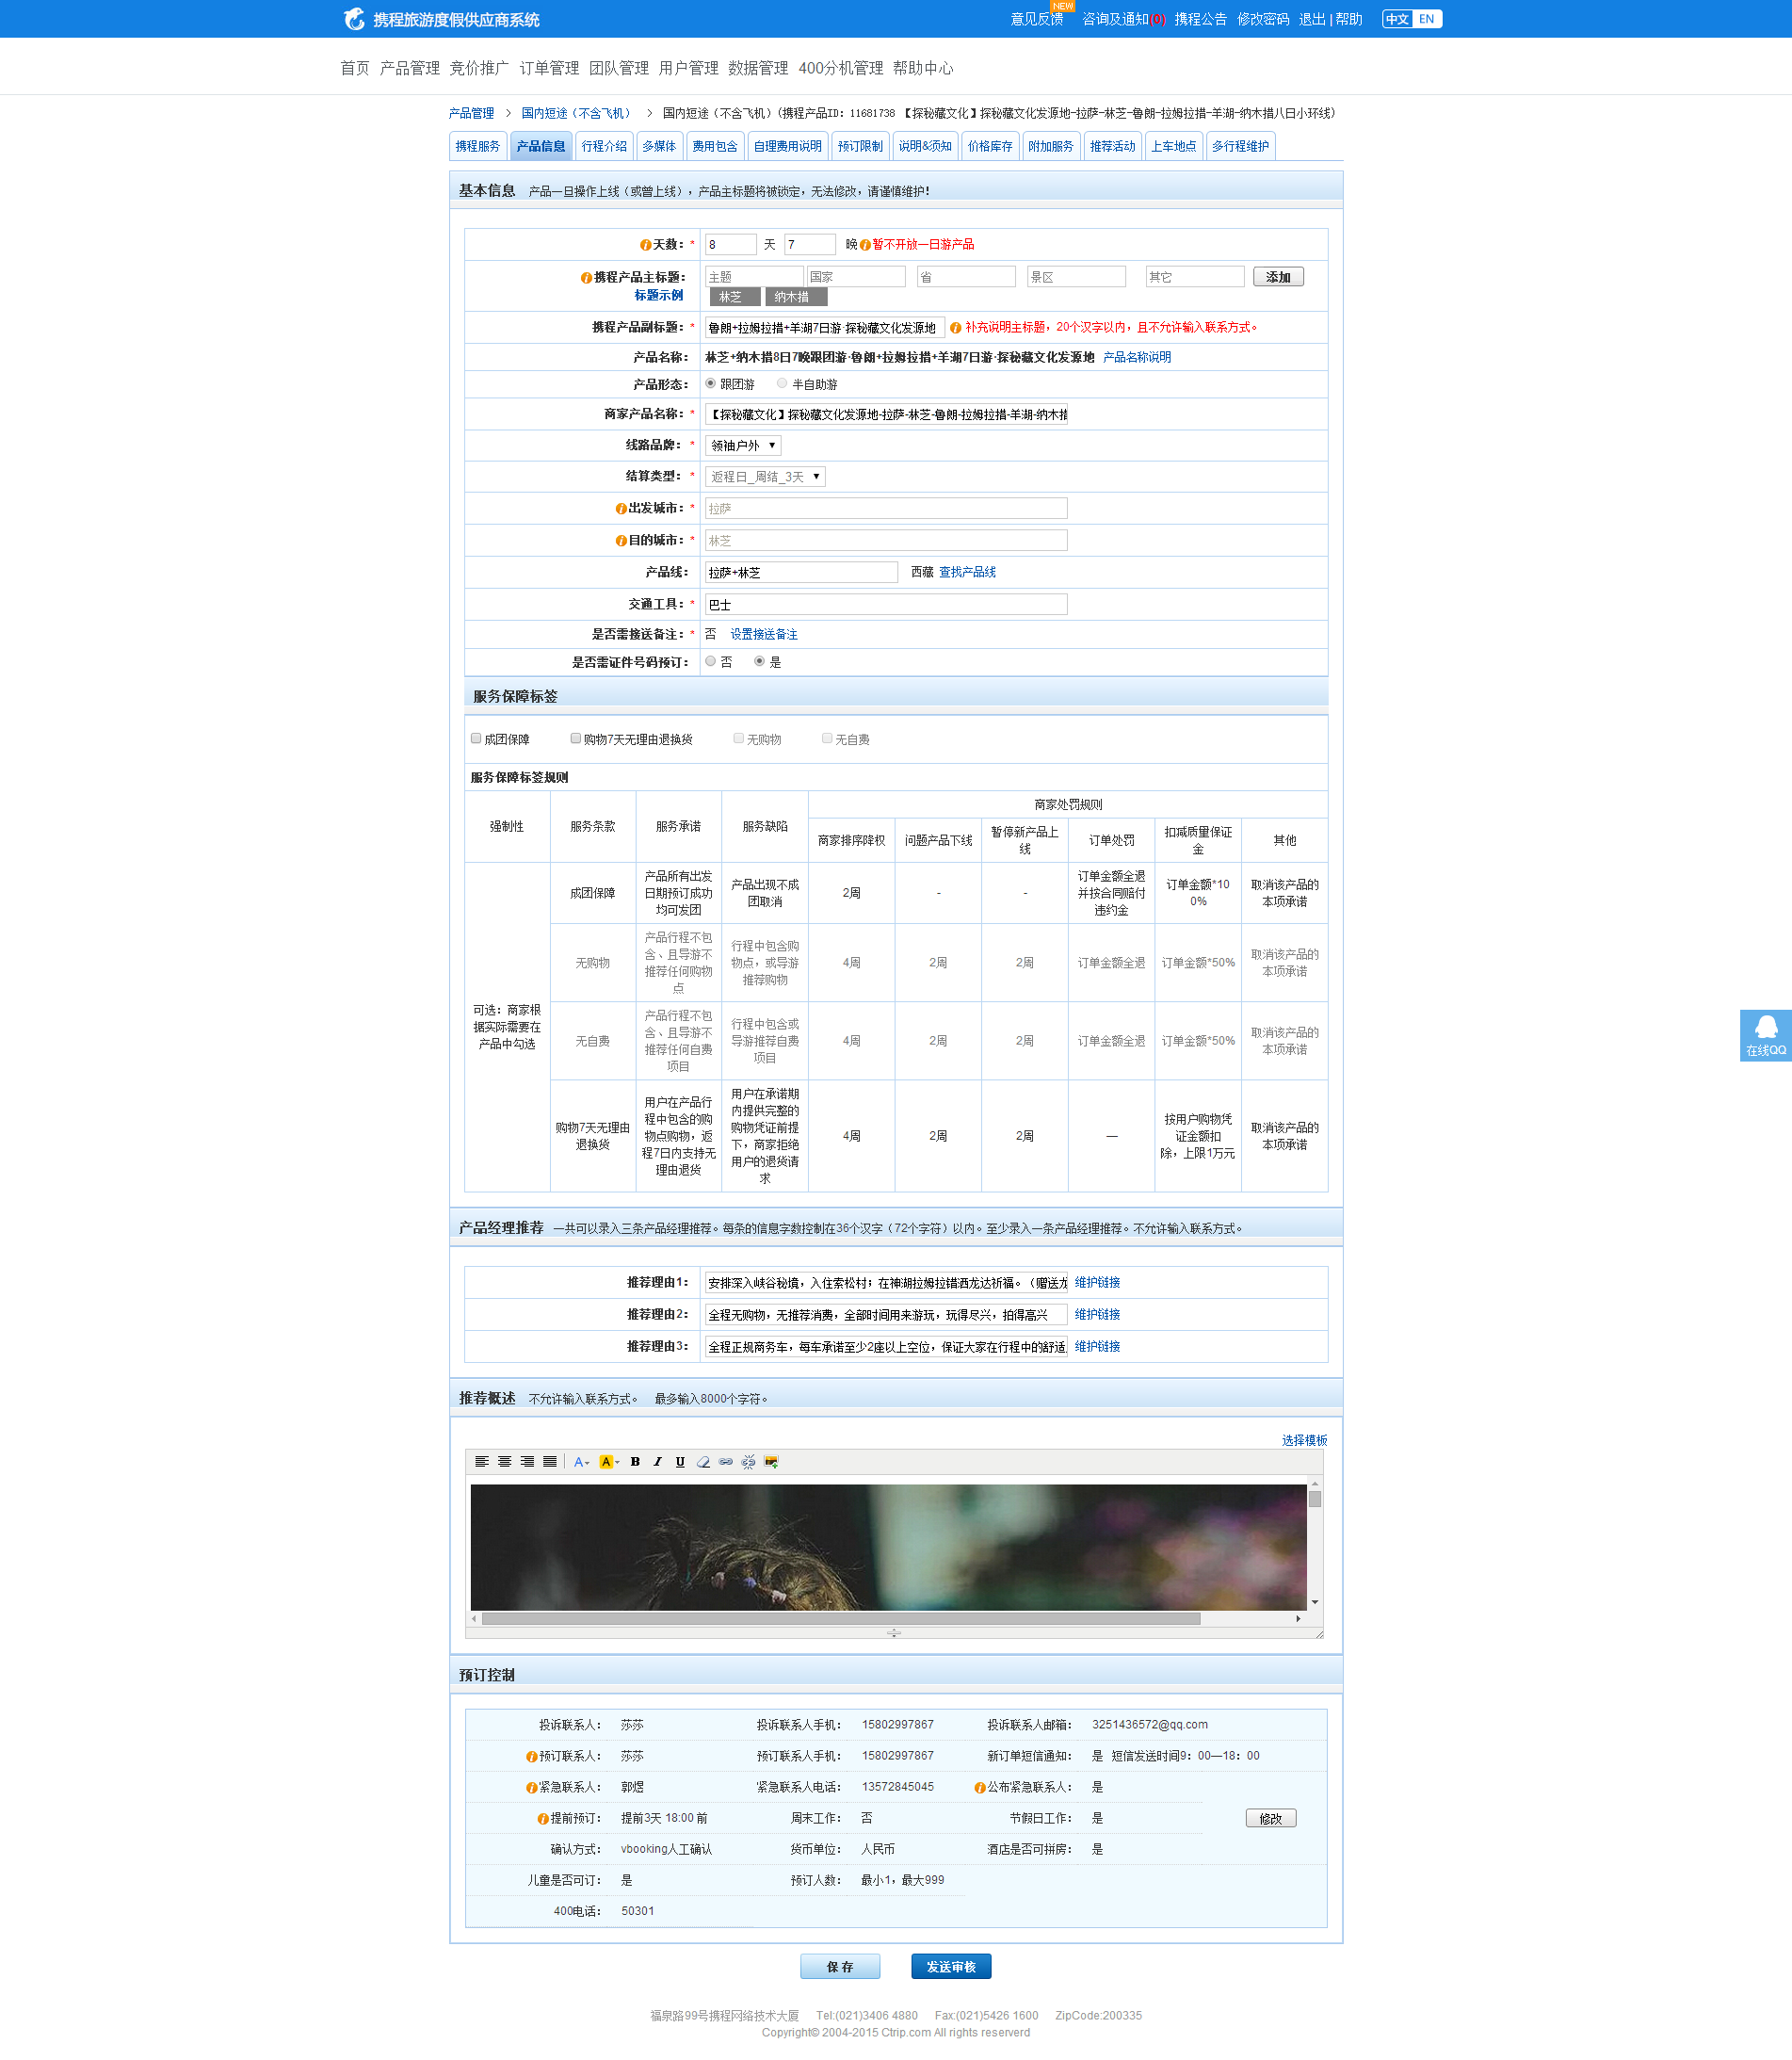 携程旅游度假供应商系统
意见反馈 NEW 咨询及通知(0) 携程公告 修改密码 退出 | 帮助 中文 EN
首页 产品管理 竞价推广 订单管理 团队管理 用户管理 数据管理 400分机管理 帮助中心
产品管理 > 国内短途（不含飞机） > 国内短途（不含飞机）(携程产品ID: 11681738 【探秘藏文化】探秘藏文化发源地-拉萨-林芝-鲁朗-拉姆拉措-羊湖-纳木措八日小环线)
携程服务 产品信息 行程介绍 多媒体 费用包含 自理费用说明 预订限制 说明&须知 价格库存 附加服务 推荐活动 上车地点 多行程维护
基本信息 产品一旦操作上线（或曾上线），产品主标题将被锁定，无法修改，请谨慎维护！
天数：* 8 天 7 晚 暂不开放一日游产品
携程产品主标题： 主题 国家 省 景区 其它 添加
标题示例 林芝 纳木措
携程产品副标题：* 鲁朗+拉姆拉措+羊湖7日游·探秘藏文化发源地 补充说明主标题，20个汉字以内，且不允许输入联系方式。
产品名称： 林芝+纳木措8日7晚跟团游·鲁朗+拉姆拉措+羊湖7日游·探秘藏文化发源地 产品名称说明
产品形态： 跟团游 半自助游
商家产品名称：* 【探秘藏文化】探秘藏文化发源地-拉萨-林芝-鲁朗-拉姆拉措-羊湖-纳木措
线路品牌：* 领袖户外
结算类型：* 返程日_周结_3天
出发城市：* 拉萨
目的城市：* 林芝
产品线： 拉萨+林芝 西藏 查找产品线
交通工具：* 巴士
是否需接送备注：* 否 设置接送备注
是否需证件号码预订： 否 是
服务保障标签
成团保障 购物7天无理由退换货 无购物 无自费
服务保障标签规则
强制性 服务条款 服务承诺 服务缺陷 商家处罚规则
商家排序降权 问题产品下线 暂停新产品上线 订单处罚 扣减质量保证金 其他
可选：商家根据实际需要在产品中勾选
成团保障 产品所有出发日期预订成功均可发团 产品出现不成团取消 2周 - - 订单金额全退并按合同赔付违约金 订单金额*100% 取消该产品的本项承诺
无购物 产品行程不包含、且导游不推荐任何购物点 行程中包含购物点，或导游推荐购物 4周 2周 2周 订单金额全退 订单金额*50% 取消该产品的本项承诺
无自费 产品行程不包含、且导游不推荐任何自费项目 行程中包含或导游推荐自费项目 4周 2周 2周 订单金额全退 订单金额*50% 取消该产品的本项承诺
购物7天无理由退换货 用户在产品行程中包含的购物点购物，返程7日内支持无理由退货 用户在承诺期内提供完整的购物凭证前提下，商家拒绝用户的退货请求 4周 2周 2周 — 按用户购物凭证金额扣除，上限1万元 取消该产品的本项承诺
产品经理推荐 一共可以录入三条产品经理推荐。每条的信息字数控制在36个汉字（72个字符）以内。至少录入一条产品经理推荐。不允许输入联系方式。
推荐理由1： 安排深入峡谷秘境，入住索松村；在神湖拉姆拉错洒龙达祈福。（赠送龙 维护链接
推荐理由2： 全程无购物，无推荐消费，全部时间用来游玩，玩得尽兴，拍得高兴 维护链接
推荐理由3： 全程正规商务车，每车承诺至少2座以上空位，保证大家在行程中的舒适. 维护链接
推荐概述 不允许输入联系方式。 最多输入8000个字符。
选择模板
A A B I U
预订控制
投诉联系人： 莎莎 投诉联系人手机： 15802997867 投诉联系人邮箱： 3251436572@qq.com
预订联系人： 莎莎 预订联系人手机： 15802997867 新订单短信通知： 是 短信发送时间9：00—18：00
紧急联系人： 郭煜 紧急联系人电话： 13572845045 公布紧急联系人： 是
提前预订： 提前3天 18:00 前 周末工作： 否 节假日工作： 是 修改
确认方式： vbooking人工确认 货币单位： 人民币 酒店是否可拼房： 是
儿童是否可订： 是 预订人数： 最小1，最大999
400电话： 50301
保存 发送审核
福泉路99号携程网络技术大厦 Tel:(021)3406 4880 Fax:(021)5426 1600 ZipCode:200335
Copyright© 2004-2015 Ctrip.com All rights reserverd
在线QQ